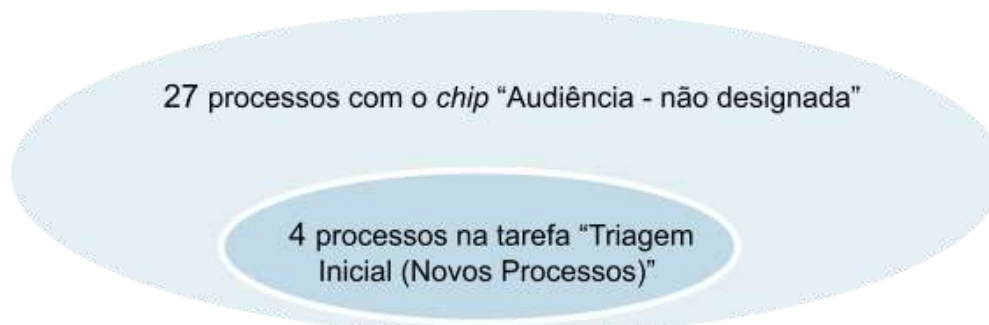 27 processos com o chip “Audiência - não designada”
4 processos na tarefa “Triagem
Inicial (Novos Processos)”